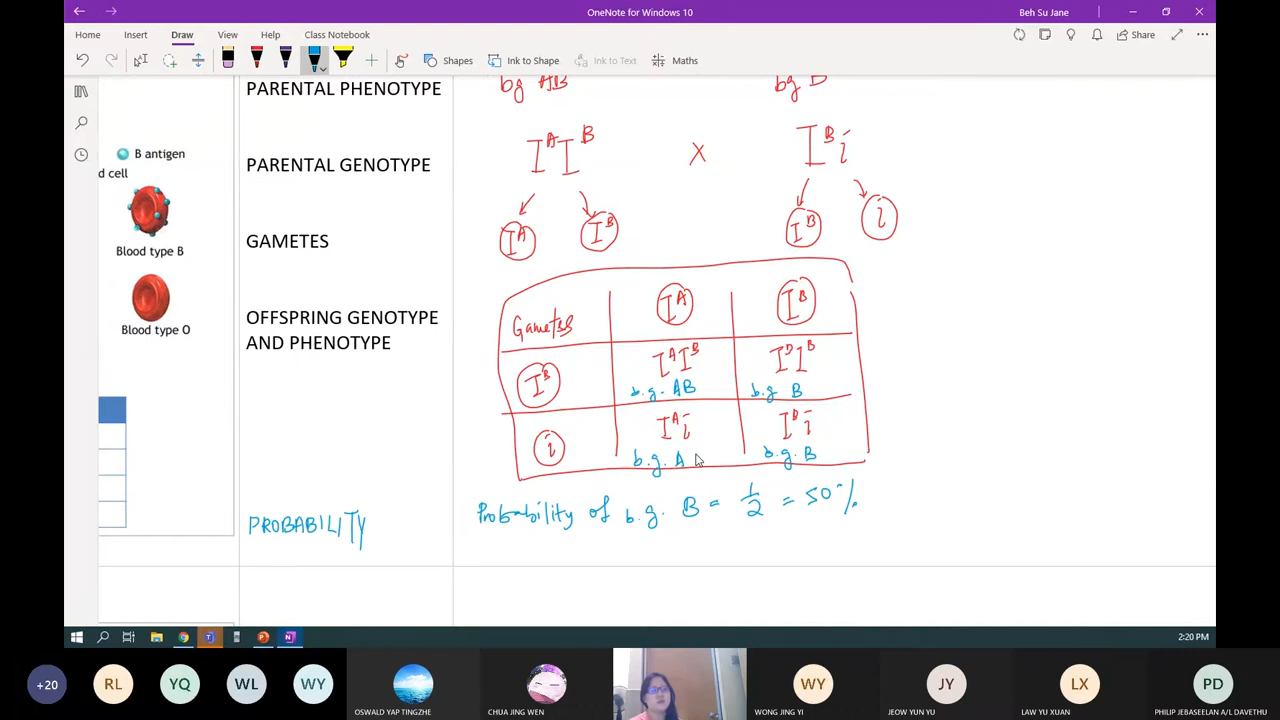 OneNote for Windows 10
Beh Su Jane
Home Insert Draw View Help Class Notebook
Share
Shapes Ink to Shape Ink to Text Maths
PARENTAL PHENOTYPE bg AB bg B
B antigen
d cell
PARENTAL GENOTYPE I^A I^B X I^B i
Blood type B
GAMETES I^A I^B I^B i
Blood type O
OFFSPRING GENOTYPE
AND PHENOTYPE
Gametes I^A I^B
I^B I^A I^B I^B I^B
b.g. AB b.g B
i I^A i I^B i
b.g. A b.g. B
PROBABILITY Probability of b.g. B = 1/2 = 50%
2:20 PM
+20 RL YQ WL WY WY JY LX PD
OSWALD YAP TINGZHE CHUA JING WEN WONG JING YI JEOW YUN YU LAW YU XUAN PHILIP JEBASEELAN A/L DAVETHU